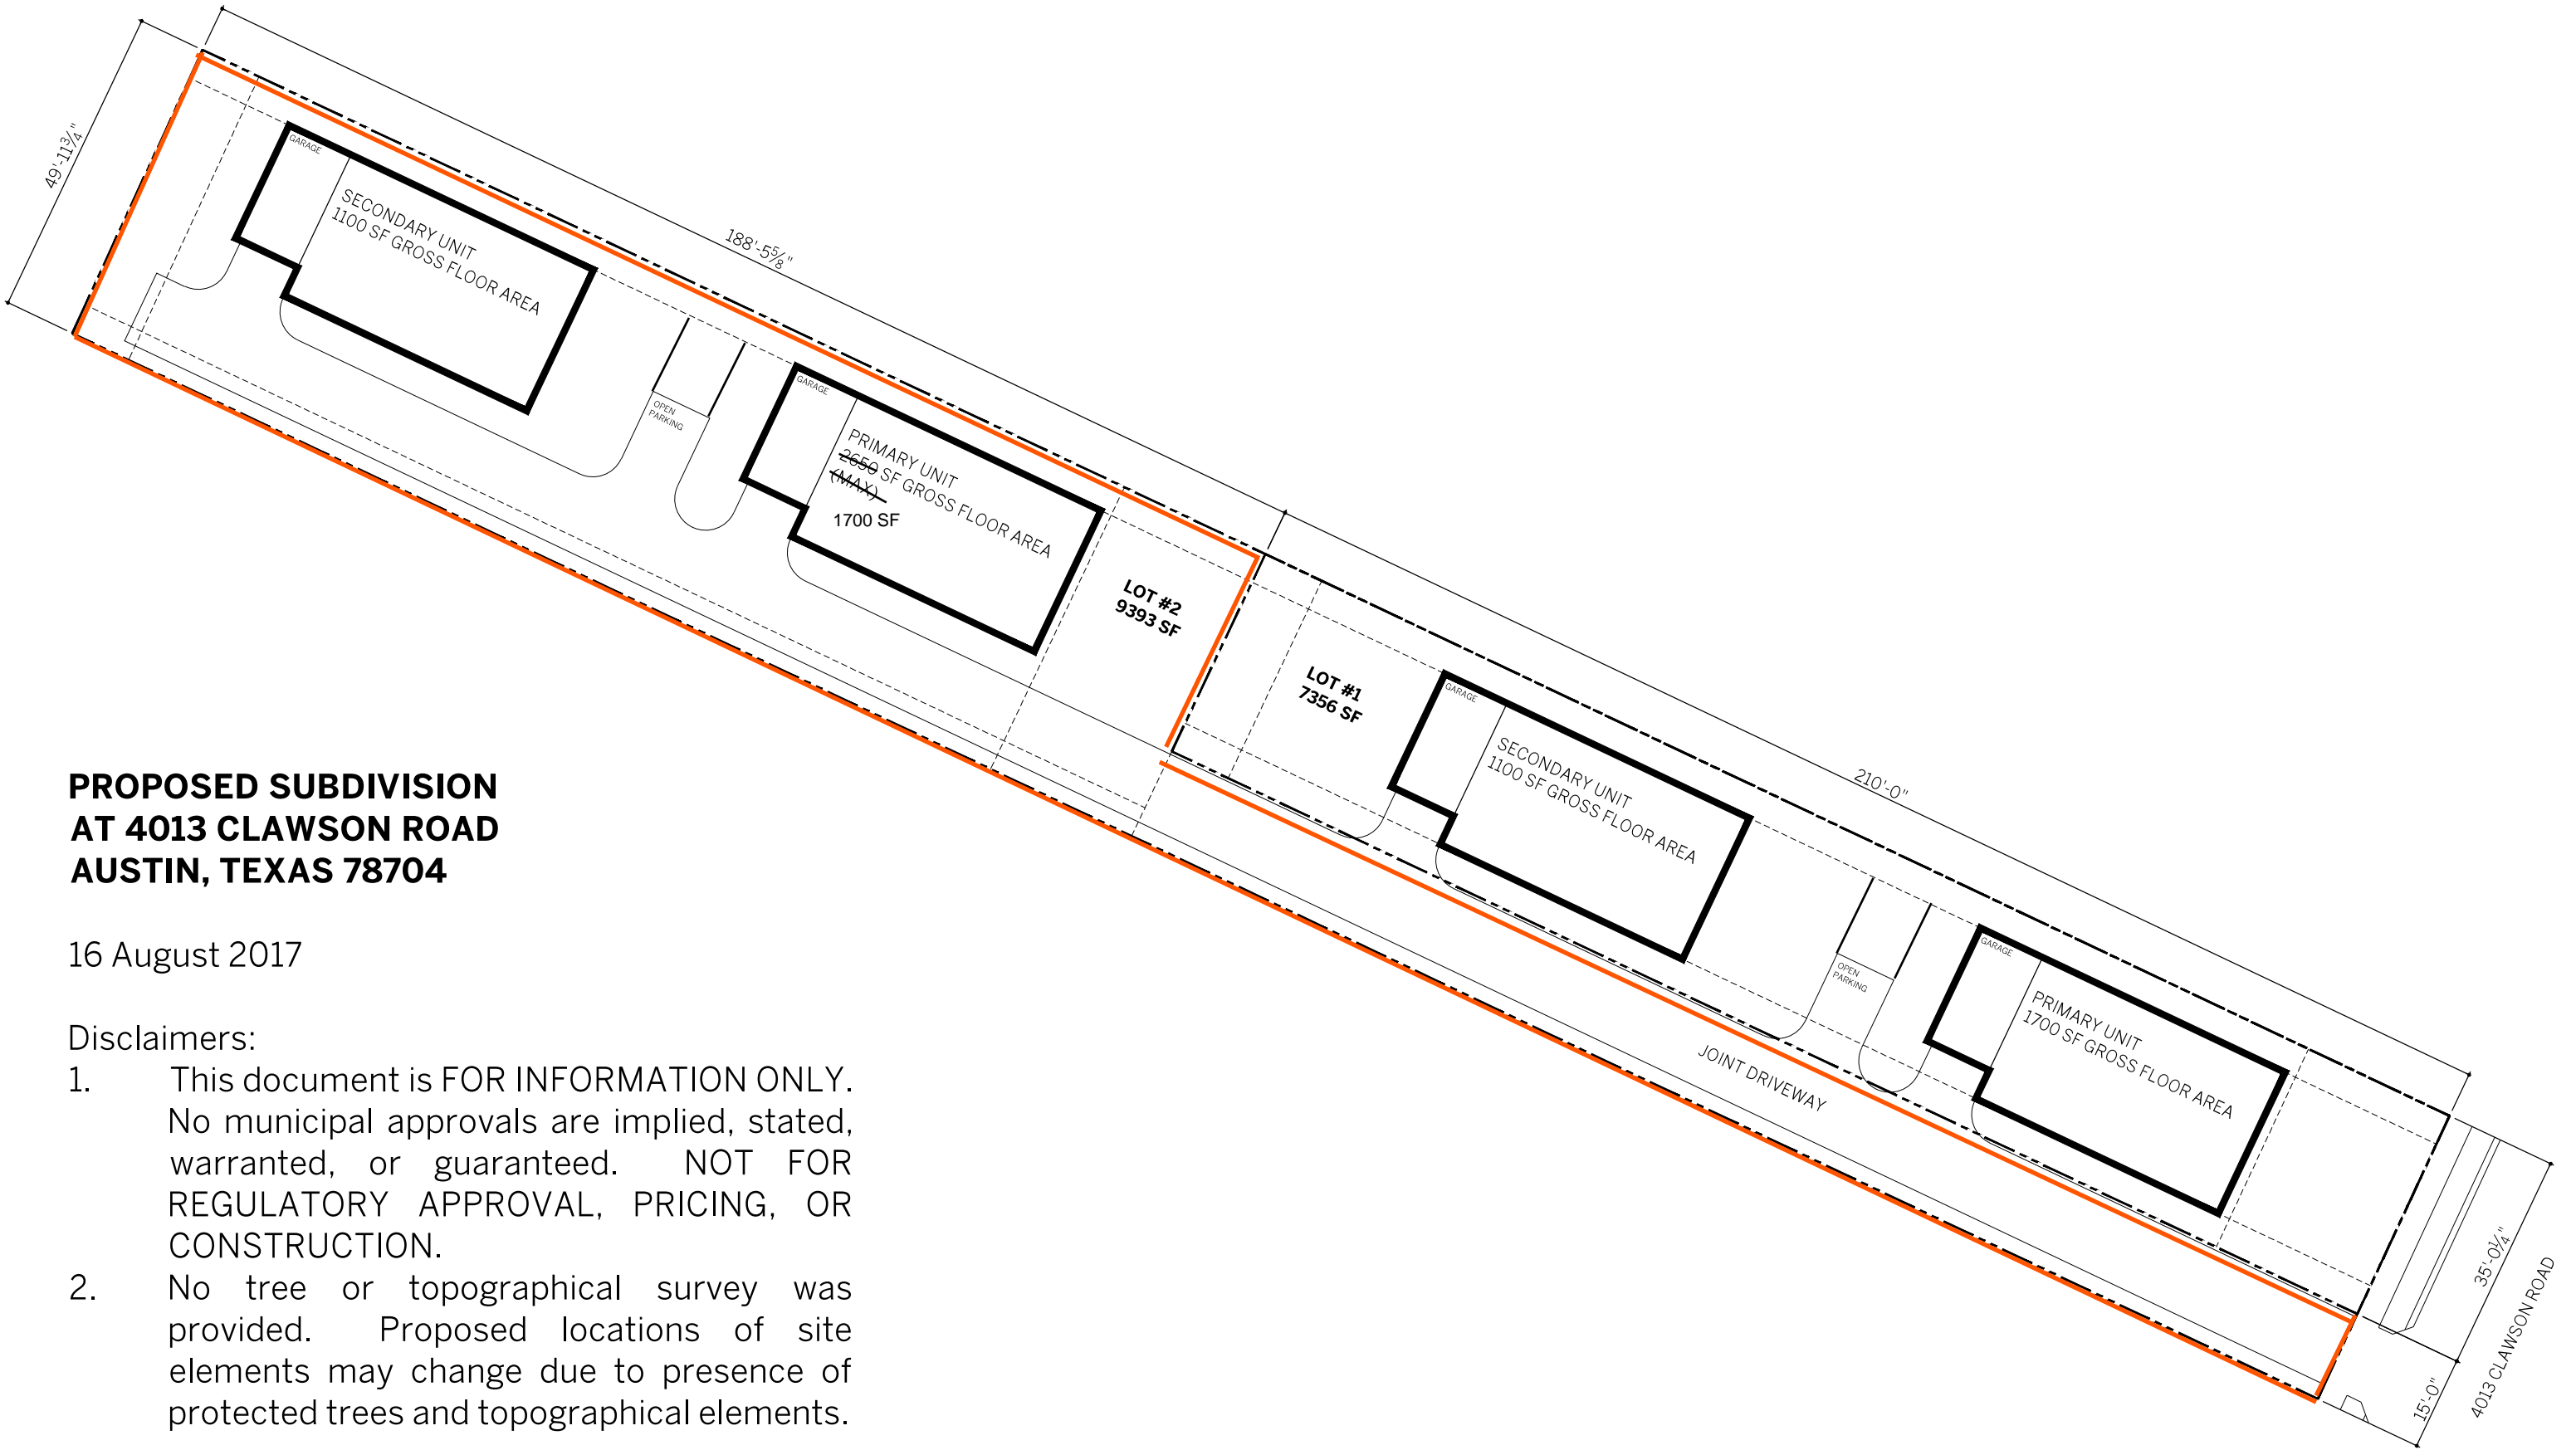 49'-11¾"
188'-5⅝"
GARAGE
SECONDARY UNIT
1100 SF GROSS FLOOR AREA
OPEN
PARKING
GARAGE
PRIMARY UNIT
2650 SF GROSS FLOOR AREA
(MAX)
1700 SF
LOT #2
9393 SF
LOT #1
7356 SF
GARAGE
SECONDARY UNIT
1100 SF GROSS FLOOR AREA
210'-0"
OPEN
PARKING
GARAGE
PRIMARY UNIT
1700 SF GROSS FLOOR AREA
JOINT DRIVEWAY
35'-0¼"
15'-0"
4013 CLAWSON ROAD
PROPOSED SUBDIVISION
AT 4013 CLAWSON ROAD
AUSTIN, TEXAS 78704
16 August 2017
Disclaimers:
1. This document is FOR INFORMATION ONLY.
No municipal approvals are implied, stated,
warranted, or guaranteed. NOT FOR
REGULATORY APPROVAL, PRICING, OR
CONSTRUCTION.
2. No tree or topographical survey was
provided. Proposed locations of site
elements may change due to presence of
protected trees and topographical elements.